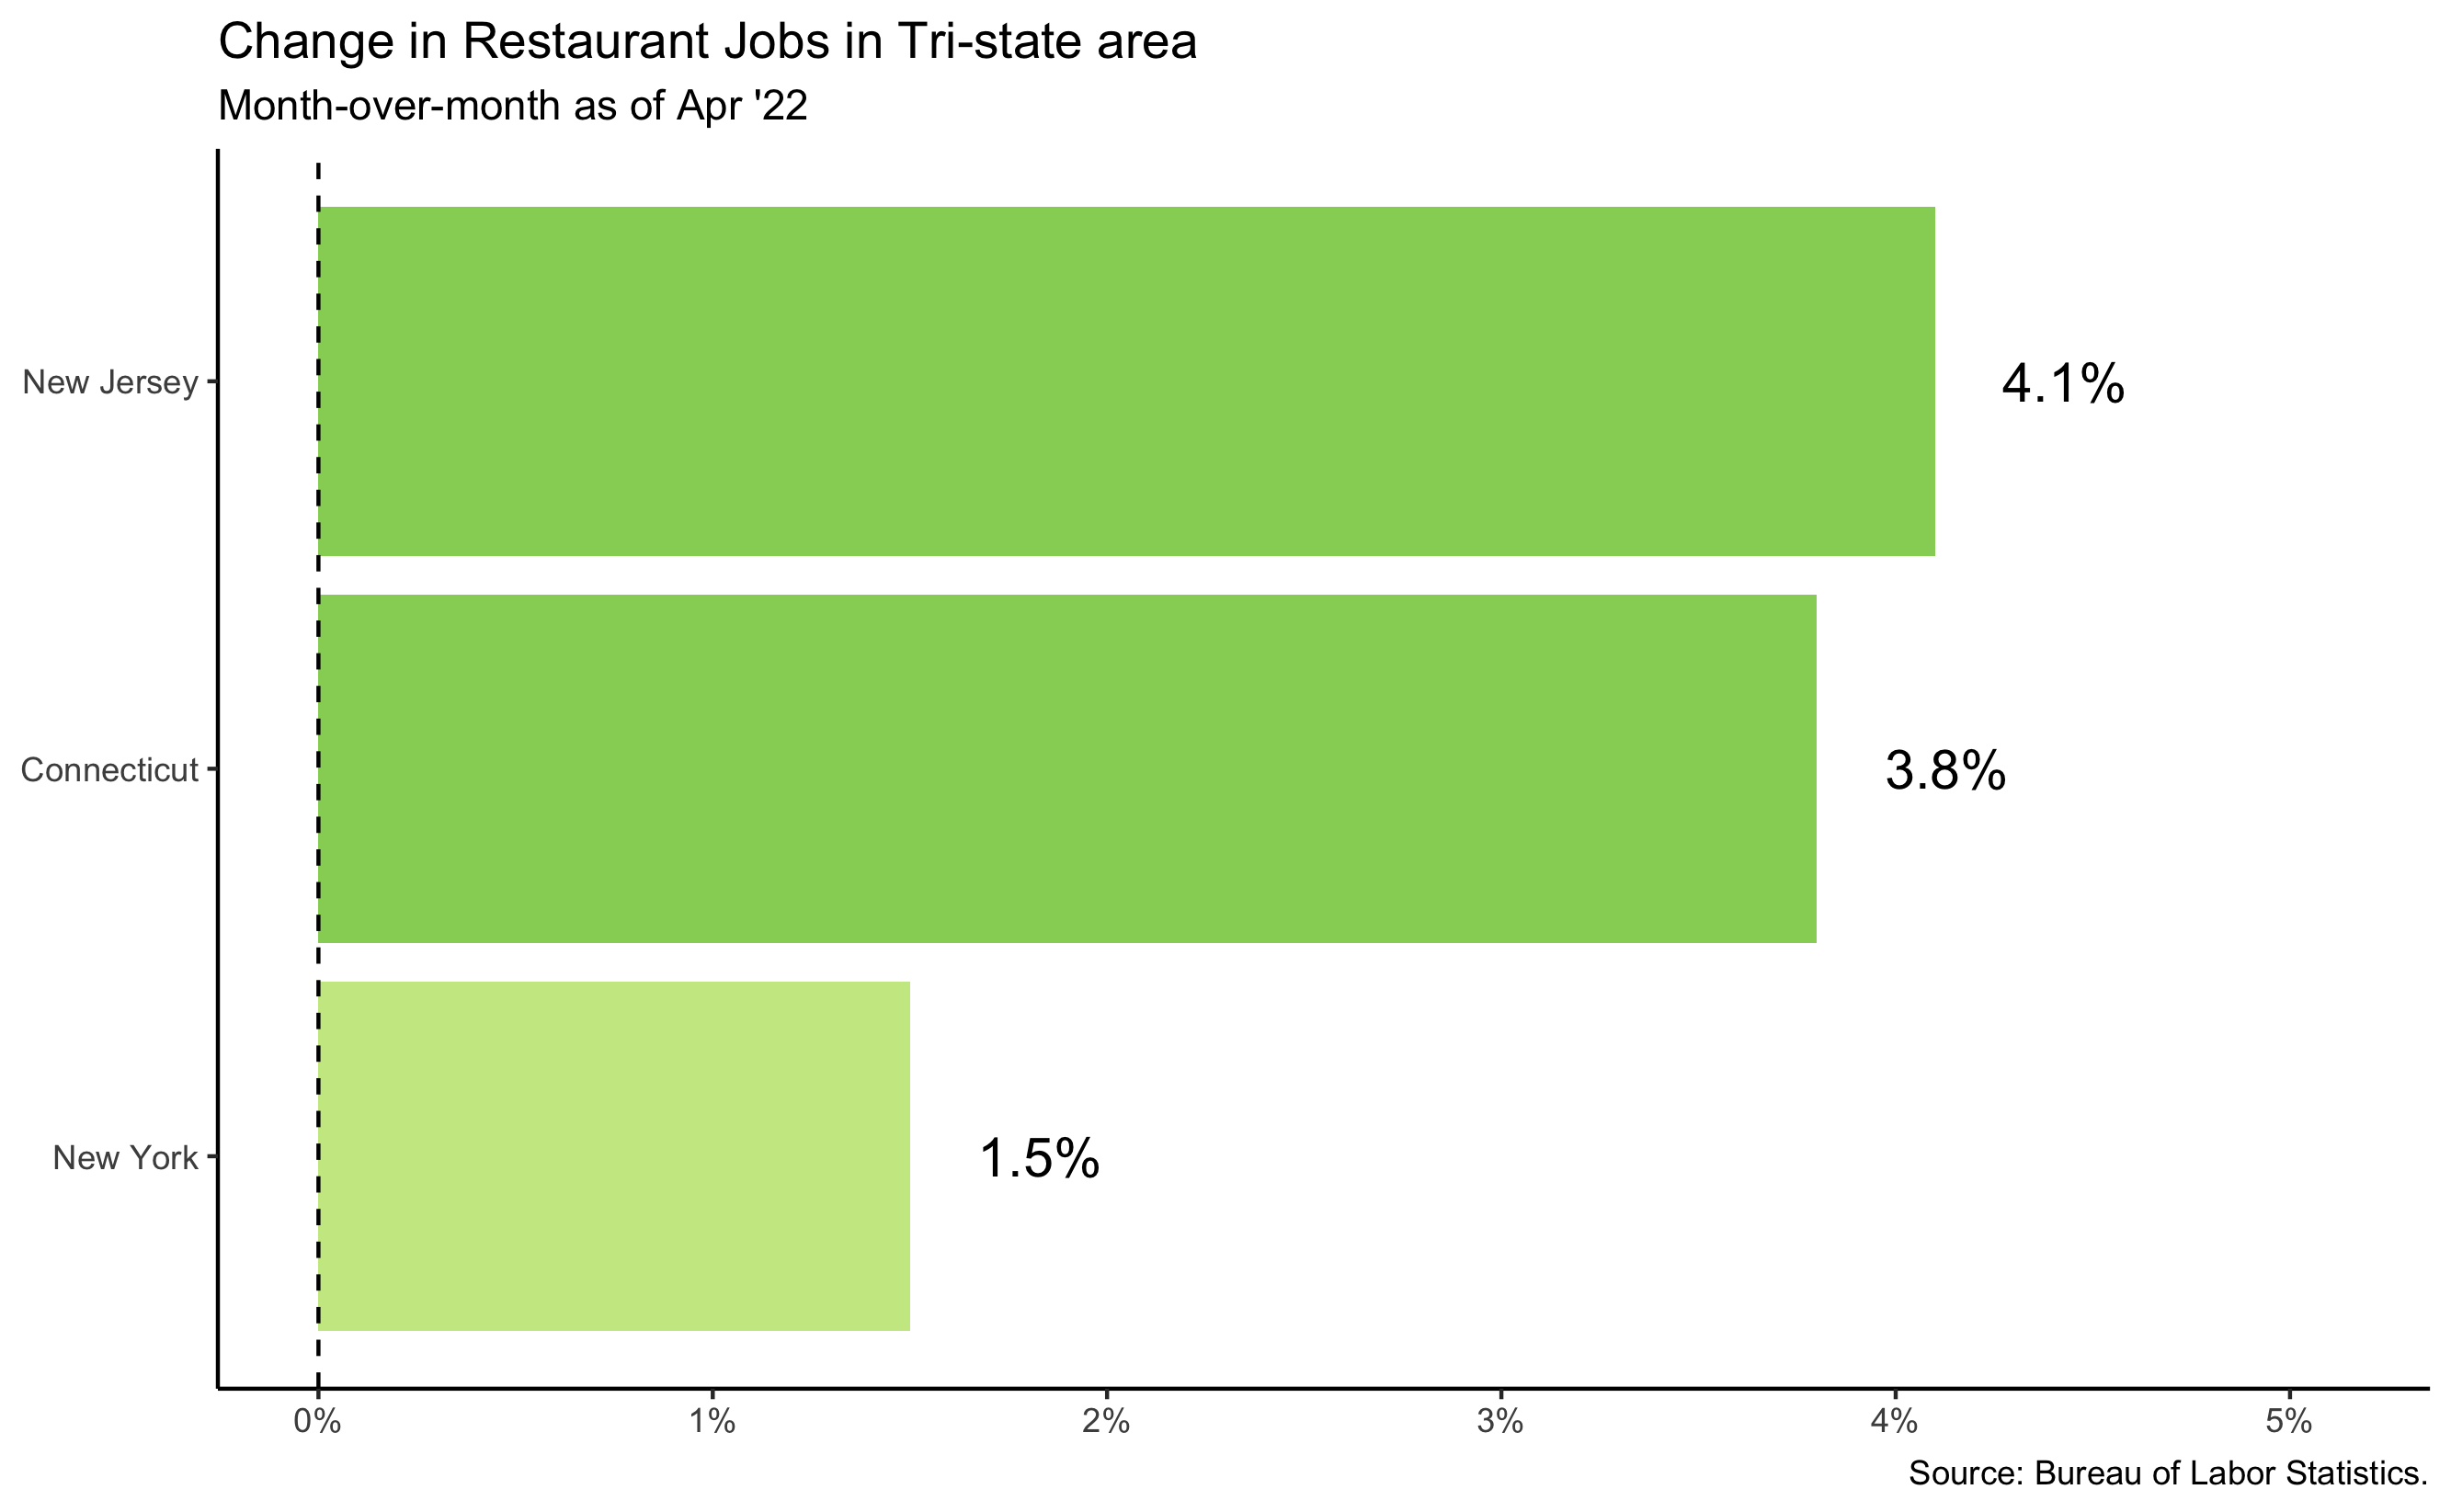 Change in Restaurant Jobs in Tri-state area
Month-over-month as of Apr '22
New Jersey
4.1%
Connecticut
3.8%
New York
1.5%
0%
1%
2%
3%
4%
5%
Source: Bureau of Labor Statistics.